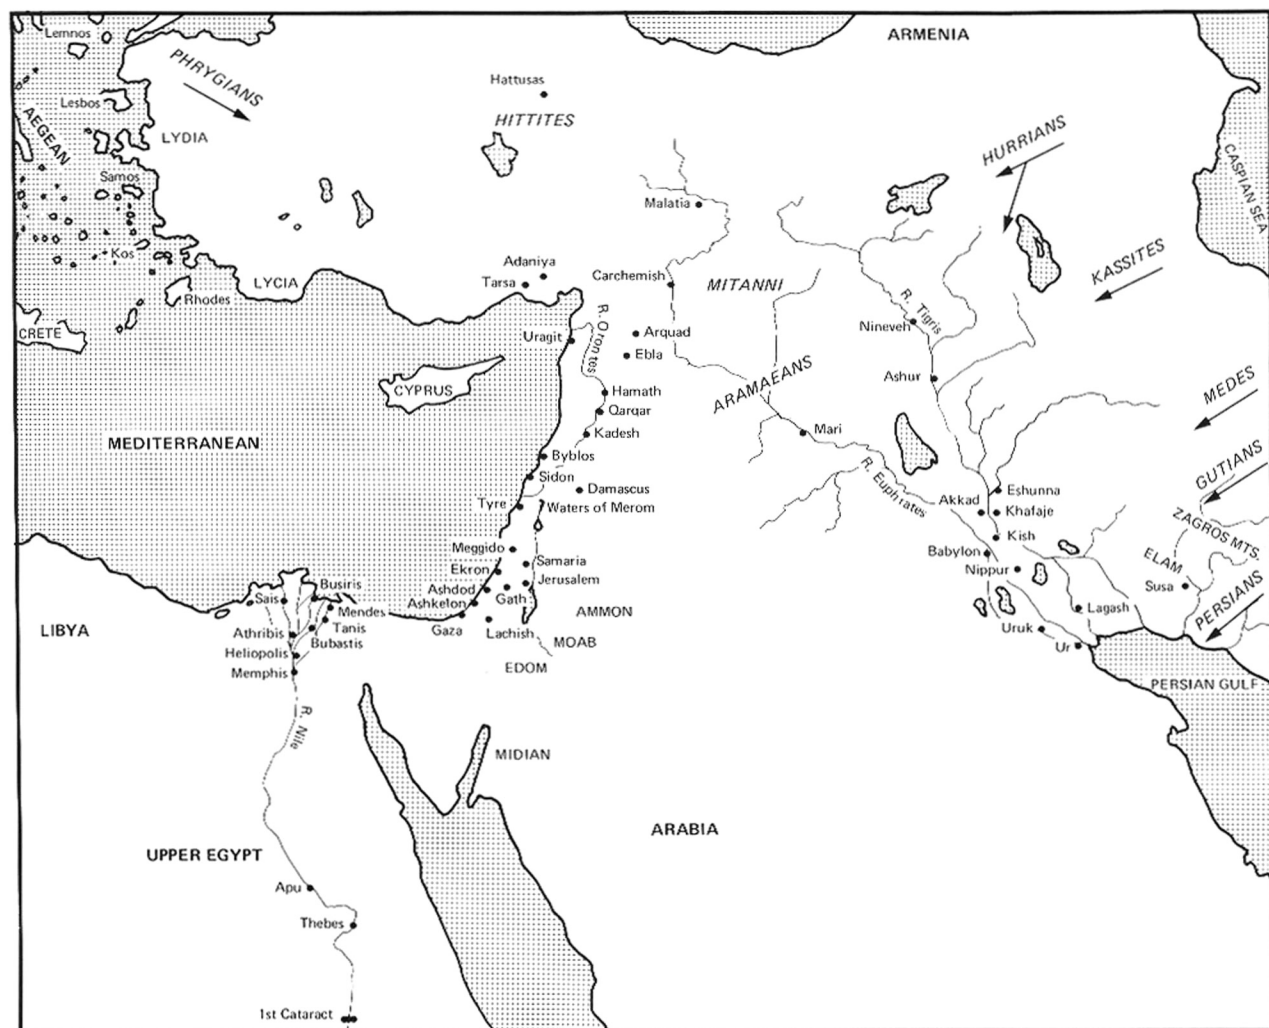 Lemnos
ARMENIA
PHRYGIANS
Hattusas
HITTITES
Lesbos
AEGEAN
LYDIA
HURRIANS
CASPIAN SEA
Samos
Malatia
Kos
KASSITES
Adaniya
Tarsa
LYCIA
Carchemish
MITANNI
Rhodes
R. Tigris
CRETE
Uragit
R. Orontes
Arquad
Nineveh
Ebla
Ashur
CYPRUS
Hamath
ARAMAEANS
MEDES
Qarqar
Kadesh
Mari
MEDITERRANEAN
Byblos
GUTIANS
Sidon
R. Euphrates
Damascus
Eshunna
Akkad
Tyre
Waters of Merom
Khafaje
ZAGROS MTS.
Kish
Meggido
Babylon
Samaria
ELAM
Ekron
Nippur
Jerusalem
Busiris
Ashdod
Susa
PERSIANS
Sais
Gath
Ashkelon
Mendes
AMMON
Lagash
Tanis
LIBYA
Athribis
Gaza
Lachish
Uruk
Bubastis
MOAB
Ur
Heliopolis
EDOM
Memphis
PERSIAN GULF
R. Nile
MIDIAN
ARABIA
UPPER EGYPT
Apu
Thebes
1st Cataract